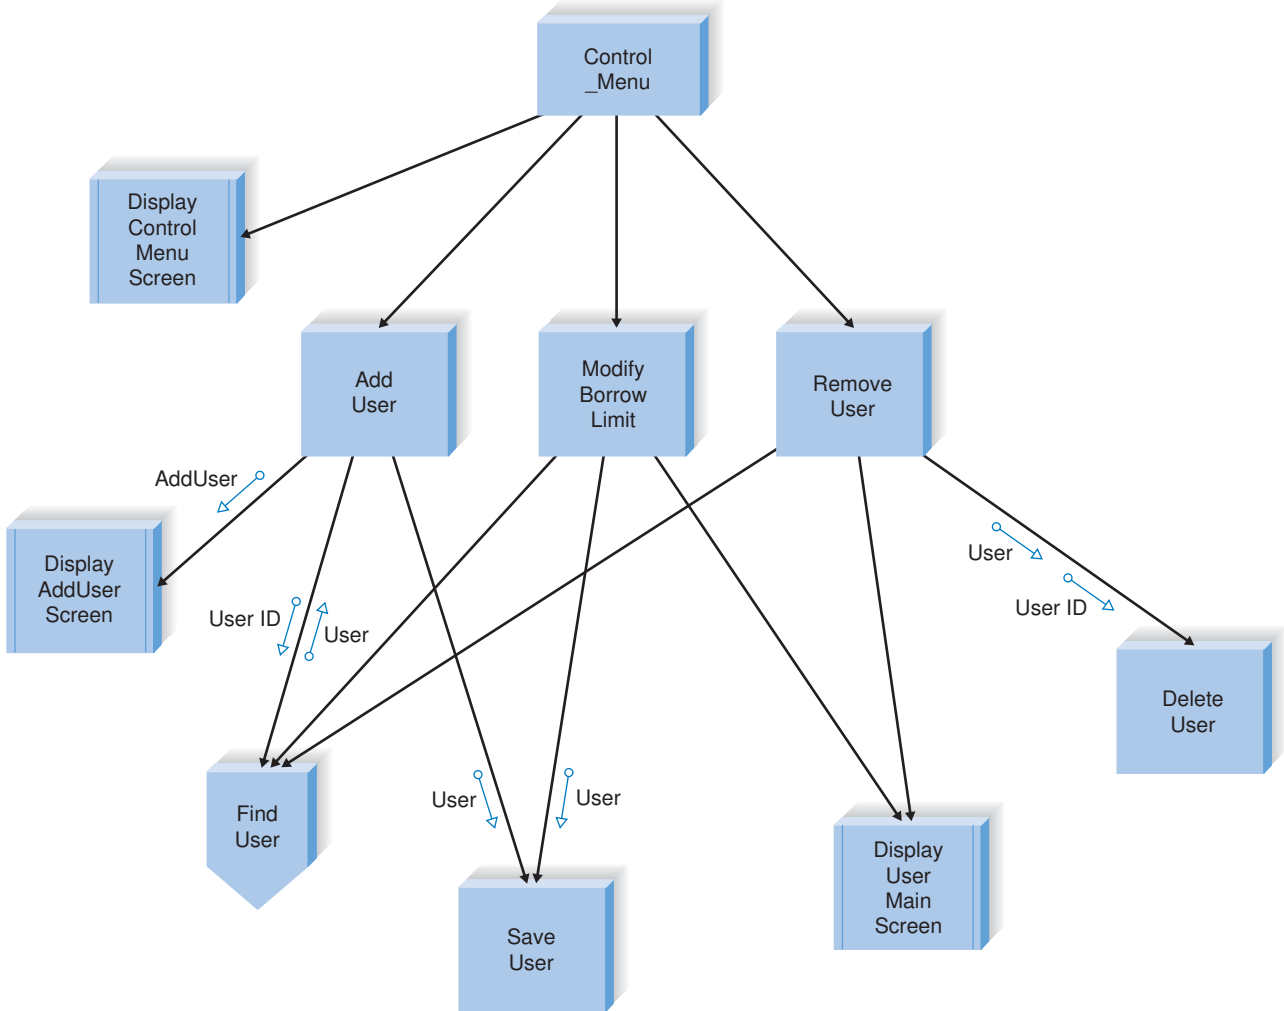 Control
_Menu
Display
Control
Menu
Screen
Add
User
Modify
Borrow
Limit
Remove
User
AddUser
Display
AddUser
Screen
User ID
User
User
User ID
Delete
User
Find
User
User
User
Display
User
Main
Screen
Save
User